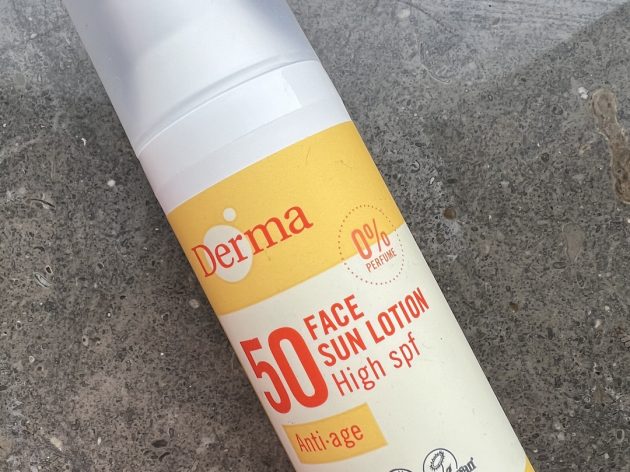 Derma
0%
PERFUME
50
FACE
SUN LOTION
High spf
Anti-age